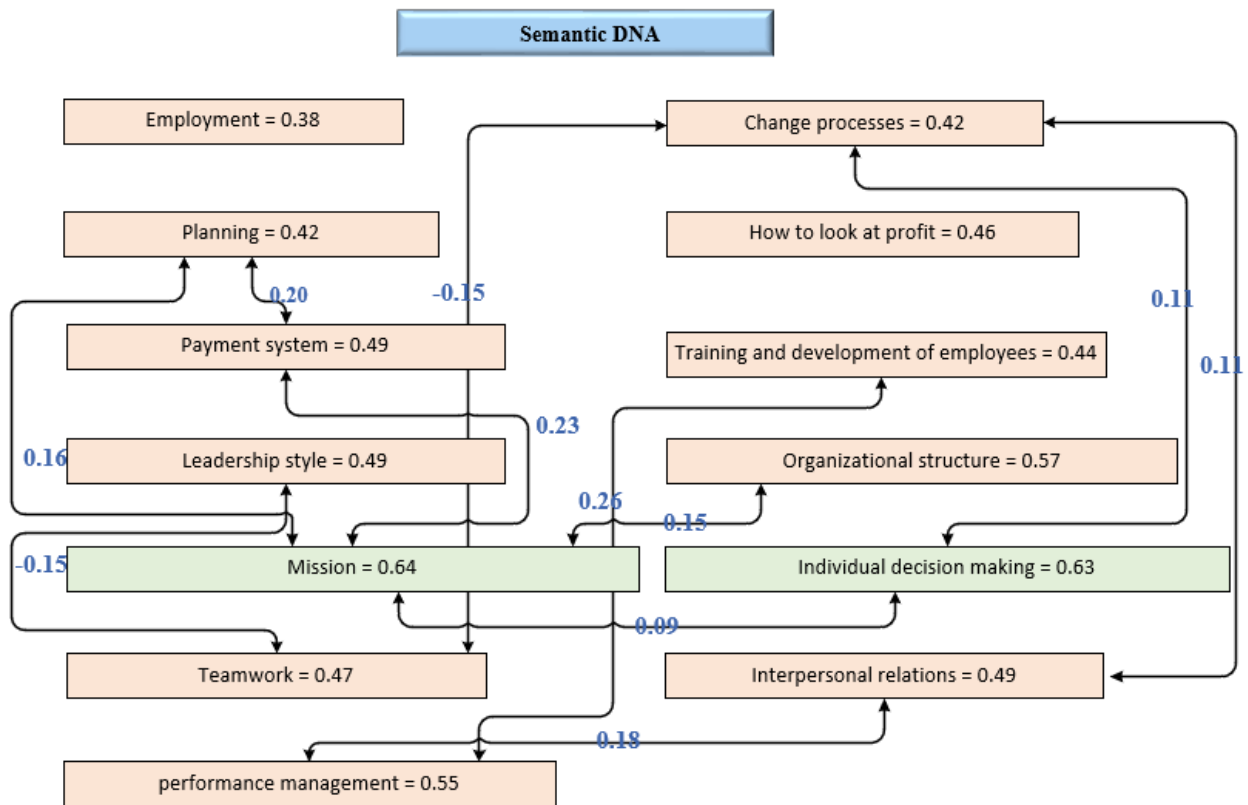 Semantic DNA
Employment = 0.38
Change processes = 0.42
Planning = 0.42
How to look at profit = 0.46
0.20
-0.15
0.11
Payment system = 0.49
Training and development of employees = 0.44
0.11
0.23
0.16
Leadership style = 0.49
Organizational structure = 0.57
0.26
0.15
-0.15
Mission = 0.64
Individual decision making = 0.63
0.09
Teamwork = 0.47
Interpersonal relations = 0.49
0.18
performance management = 0.55